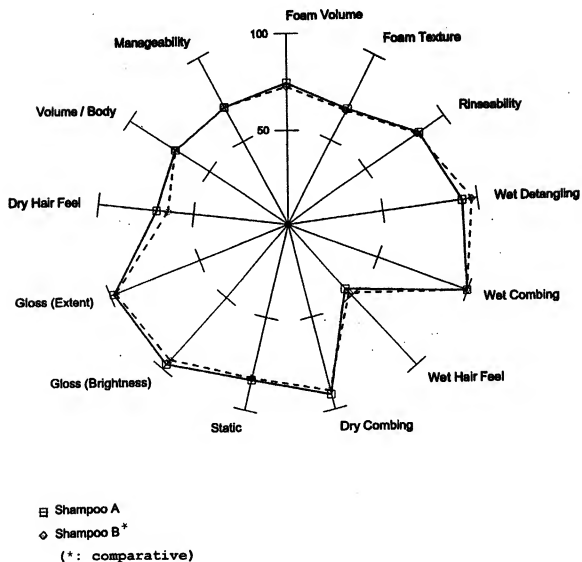 Foam Volume
100
Foam Texture
Manageability
Rinseability
Volume / Body
50
Wet Detangling
Dry Hair Feel
Wet Combing
Gloss (Extent)
Wet Hair Feel
Gloss (Brightness)
Static
Dry Combing
Shampoo A
Shampoo B*
(*: comparative)